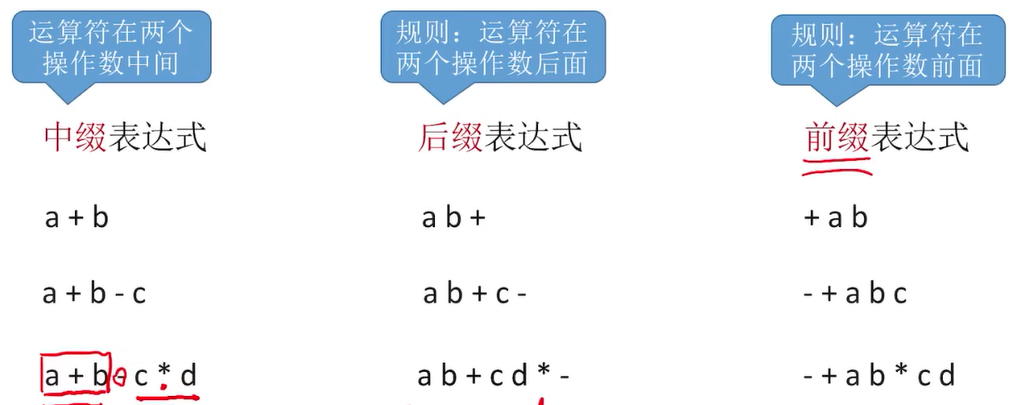 运算符在两个
操作数中间
规则：运算符在
两个操作数后面
规则：运算符在
两个操作数前面
中缀表达式
后缀表达式
前缀表达式
a + b
a b +
+ a b
a + b - c
a b + c -
- + a b c
a + b - c * d
a b + c d * -
- + a b * c d